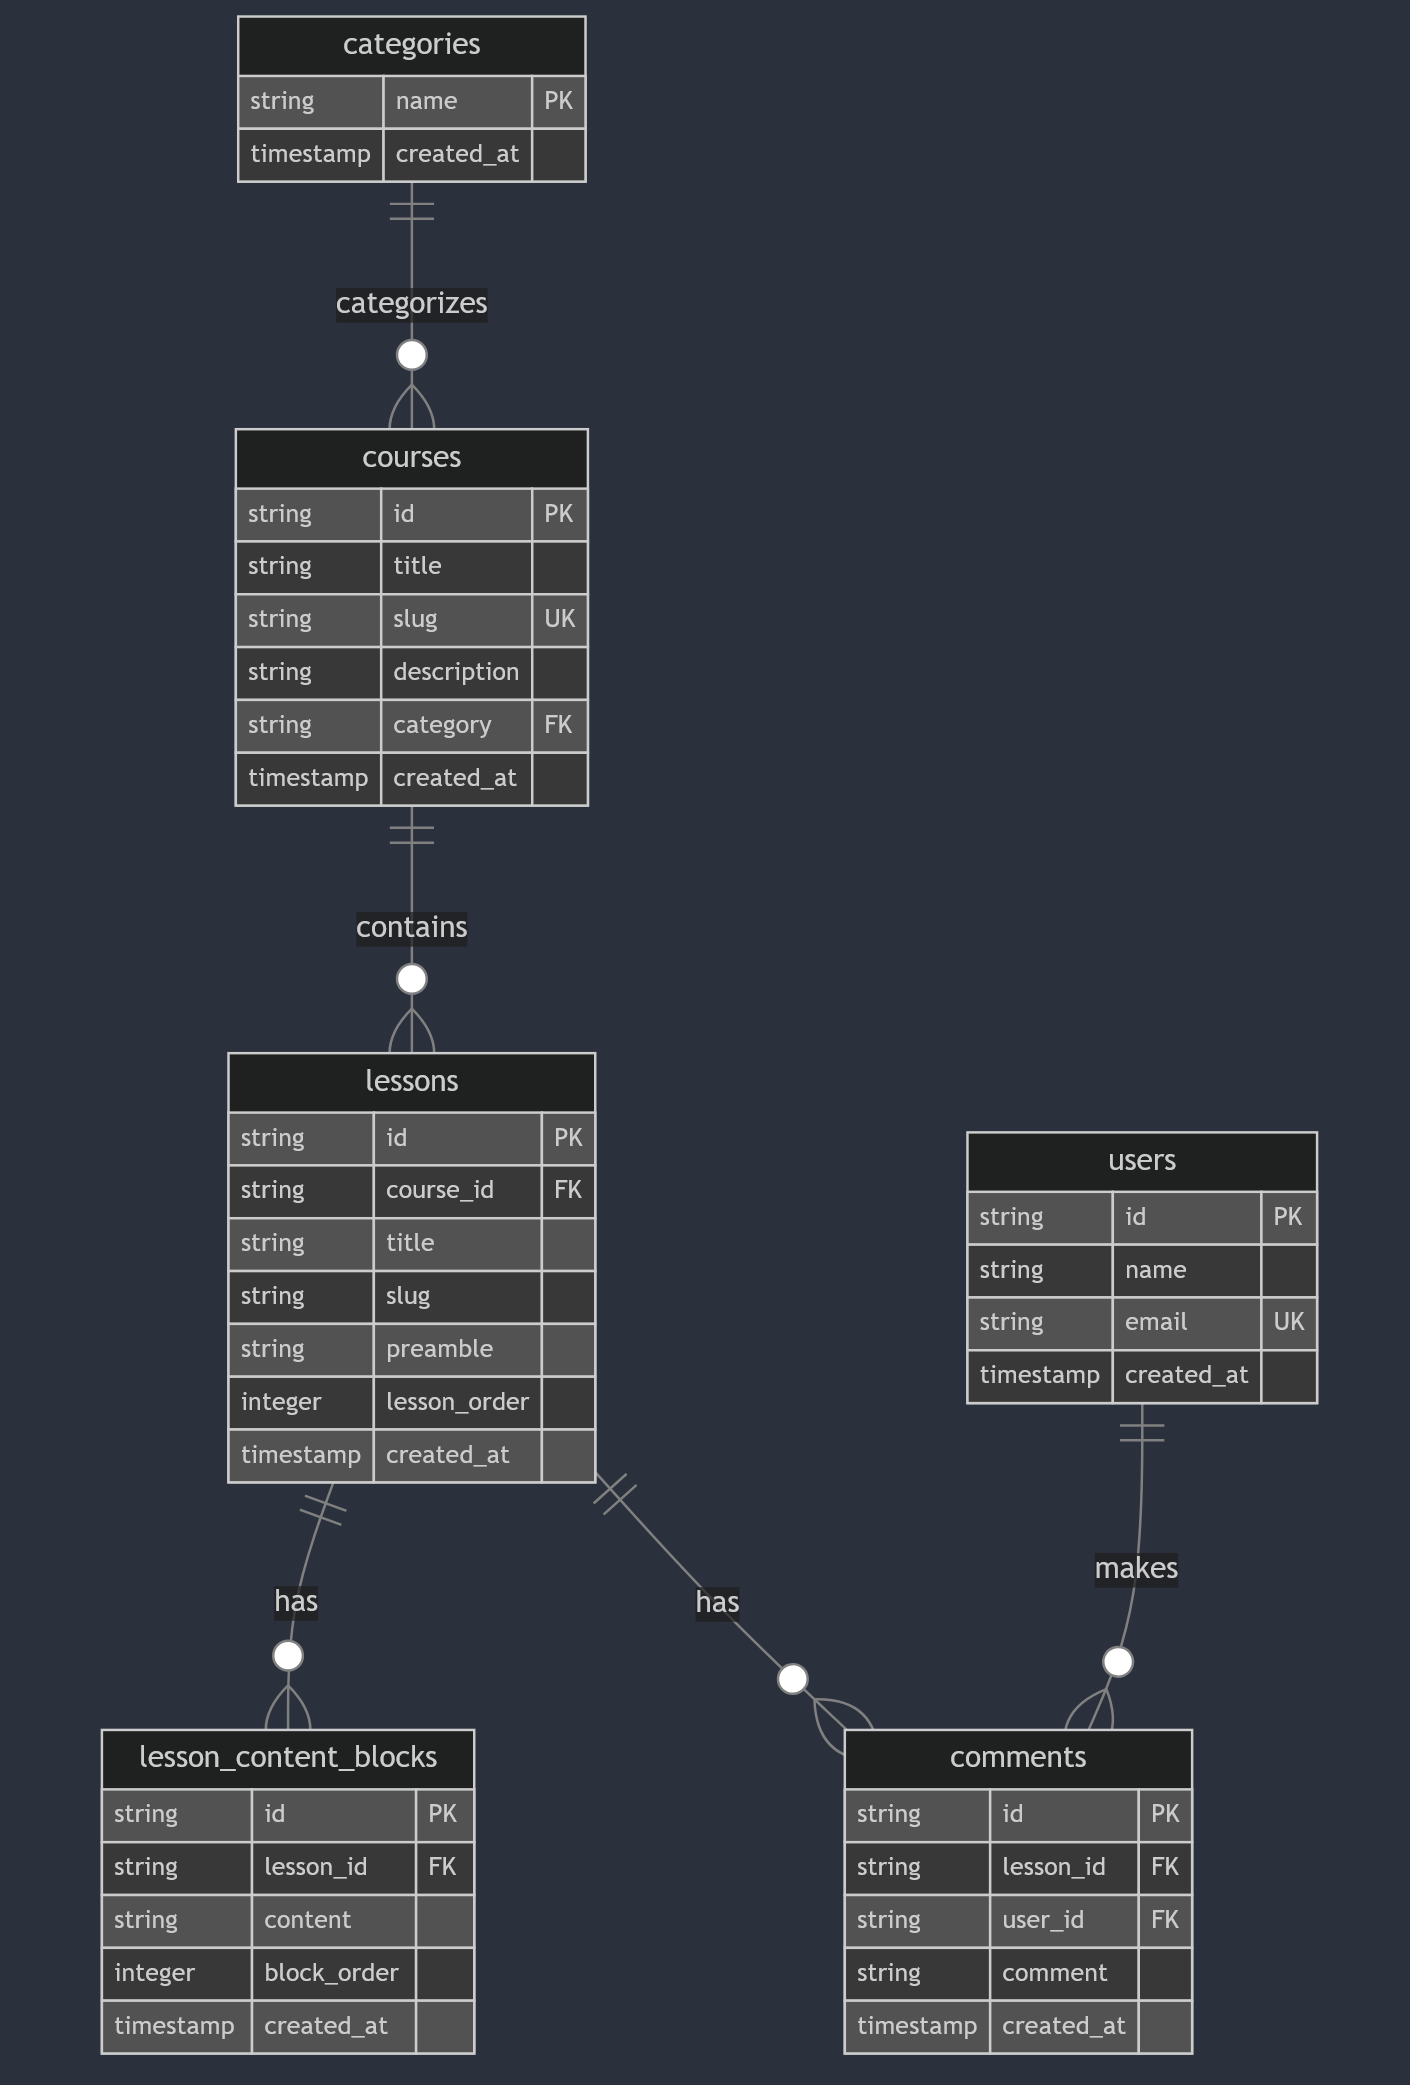 categories
string name PK
timestamp created_at
categorizes
courses
string id PK
string title
string slug UK
string description
string category FK
timestamp created_at
contains
lessons
string id PK
string course_id FK
string title
string slug
string preamble
integer lesson_order
timestamp created_at
users
string id PK
string name
string email UK
timestamp created_at
has
has
makes
lesson_content_blocks
string id PK
string lesson_id FK
string content
integer block_order
timestamp created_at
comments
string id PK
string lesson_id FK
string user_id FK
string comment
timestamp created_at